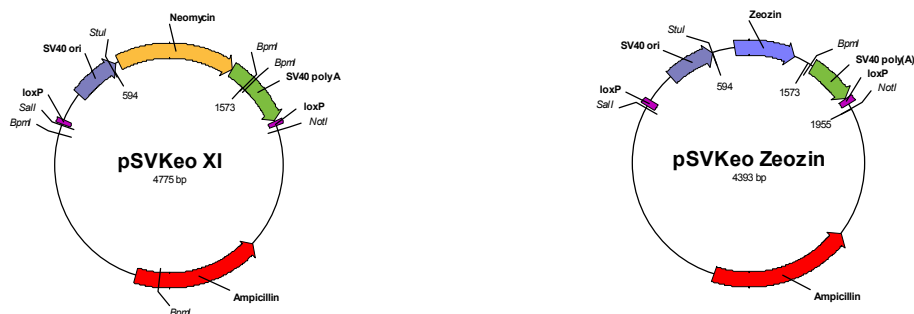 Neomycin
StuI
BpmI
SV40 ori
BpmI
594
SV40 polyA
1573
loxP
loxP
SalI
NotI
BpmI
pSVKeo XI
4775 bp
Ampicillin
BpmI
Zeozin
StuI
BpmI
SV40 ori
SV40 poly(A)
594
1573
loxP
loxP
NotI
SalI
1955
pSVKeo Zeozin
4393 bp
Ampicillin